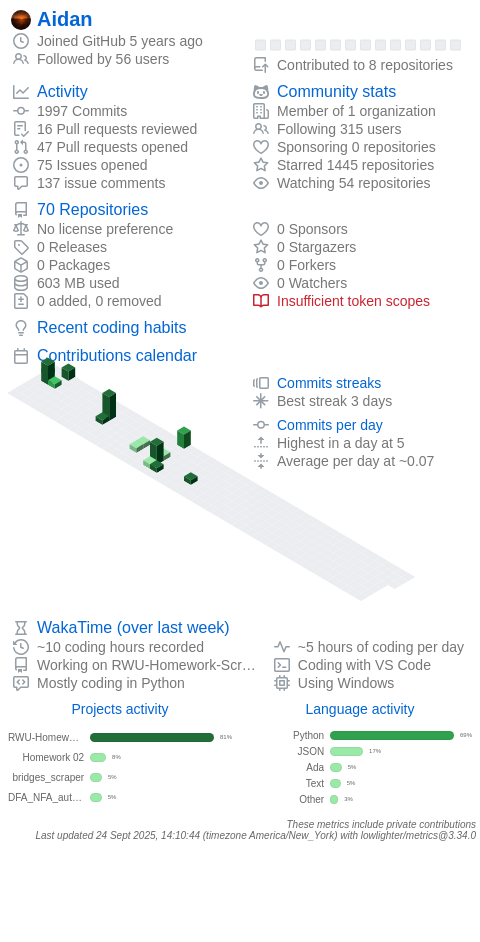 Aidan
Joined GitHub 5 years ago
Followed by 56 users
Contributed to 8 repositories
Activity
1997 Commits
16 Pull requests reviewed
47 Pull requests opened
75 Issues opened
137 issue comments
Community stats
Member of 1 organization
Following 315 users
Sponsoring 0 repositories
Starred 1445 repositories
Watching 54 repositories
70 Repositories
No license preference
0 Releases
0 Packages
603 MB used
0 added, 0 removed
0 Sponsors
0 Stargazers
0 Forkers
0 Watchers
Insufficient token scopes
Recent coding habits
Contributions calendar
Commits streaks
Best streak 3 days
Commits per day
Highest in a day at 5
Average per day at ~0.07
WakaTime (over last week)
~10 coding hours recorded
Working on RWU-Homework-Scr…
Mostly coding in Python
~5 hours of coding per day
Coding with VS Code
Using Windows
Projects activity
RWU-Homew… 81%
Homework 02 8%
bridges_scraper 5%
DFA_NFA_aut… 5%
Language activity
Python 69%
JSON 17%
Ada 5%
Text 5%
Other 3%
These metrics include private contributions
Last updated 24 Sept 2025, 14:10:44 (timezone America/New_York) with lowlighter/metrics@3.34.0